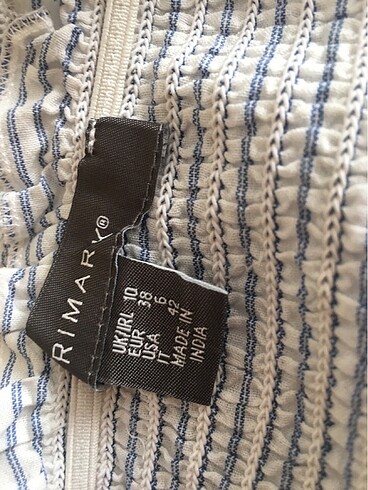 RIMARK®
UK/IRL 10
EUR 38
USA 6
IT 42
MADE IN
INDIA